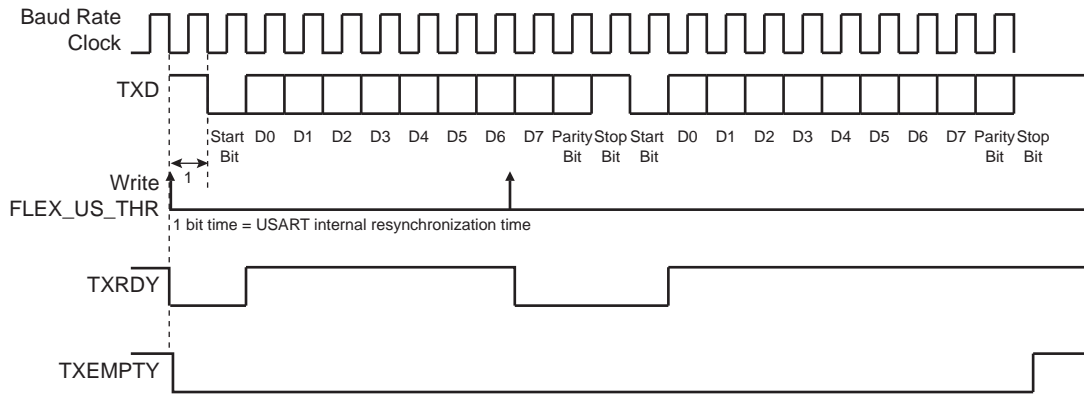 Baud Rate
Clock
TXD
Start D0 D1 D2 D3 D4 D5 D6 D7 Parity Stop Start D0 D1 D2 D3 D4 D5 D6 D7 Parity Stop
Bit Bit Bit Bit Bit Bit
1
Write
FLEX_US_THR
1 bit time = USART internal resynchronization time
TXRDY
TXEMPTY